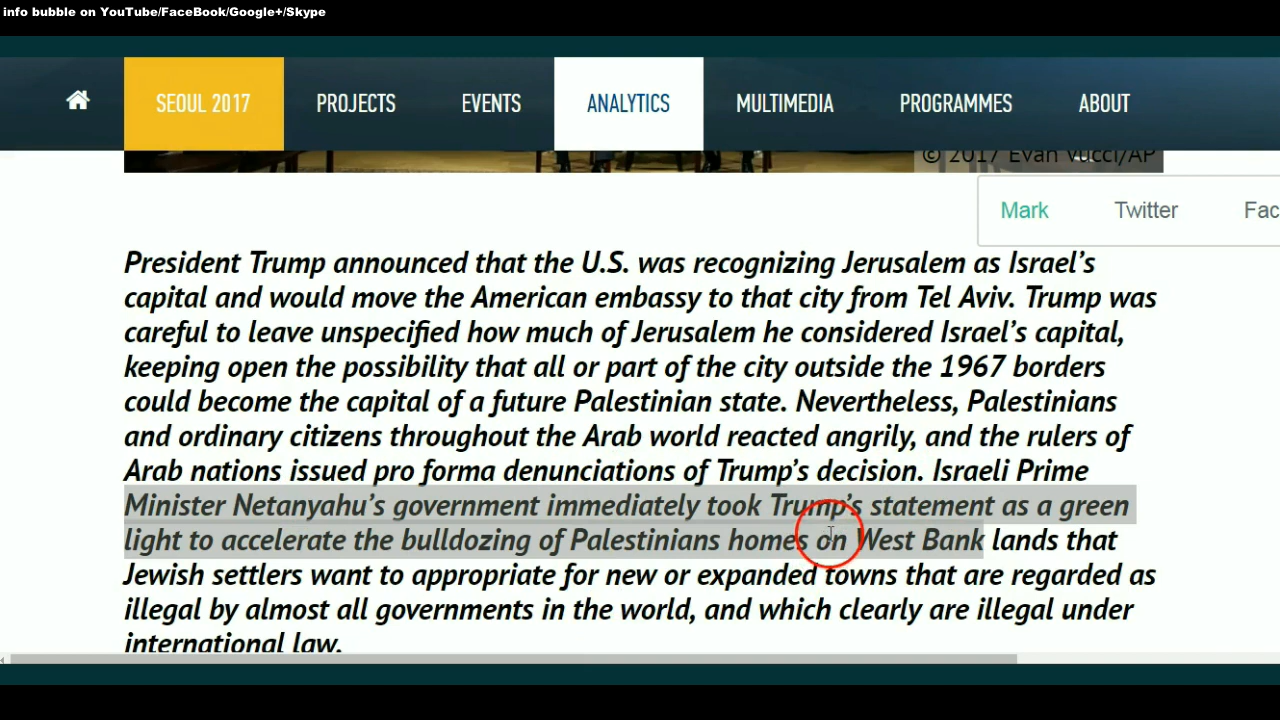 info bubble on YouTube/FaceBook/Google+/Skype
SEOUL 2017 PROJECTS EVENTS ANALYTICS MULTIMEDIA PROGRAMMES ABOUT
© 2017 Evan Vucci/AP
Mark Twitter Fac
President Trump announced that the U.S. was recognizing Jerusalem as Israel's
capital and would move the American embassy to that city from Tel Aviv. Trump was
careful to leave unspecified how much of Jerusalem he considered Israel's capital,
keeping open the possibility that all or part of the city outside the 1967 borders
could become the capital of a future Palestinian state. Nevertheless, Palestinians
and ordinary citizens throughout the Arab world reacted angrily, and the rulers of
Arab nations issued pro forma denunciations of Trump's decision. Israeli Prime
Minister Netanyahu's government immediately took Trump's statement as a green
light to accelerate the bulldozing of Palestinians homes on West Bank lands that
Jewish settlers want to appropriate for new or expanded towns that are regarded as
illegal by almost all governments in the world, and which clearly are illegal under
international law.